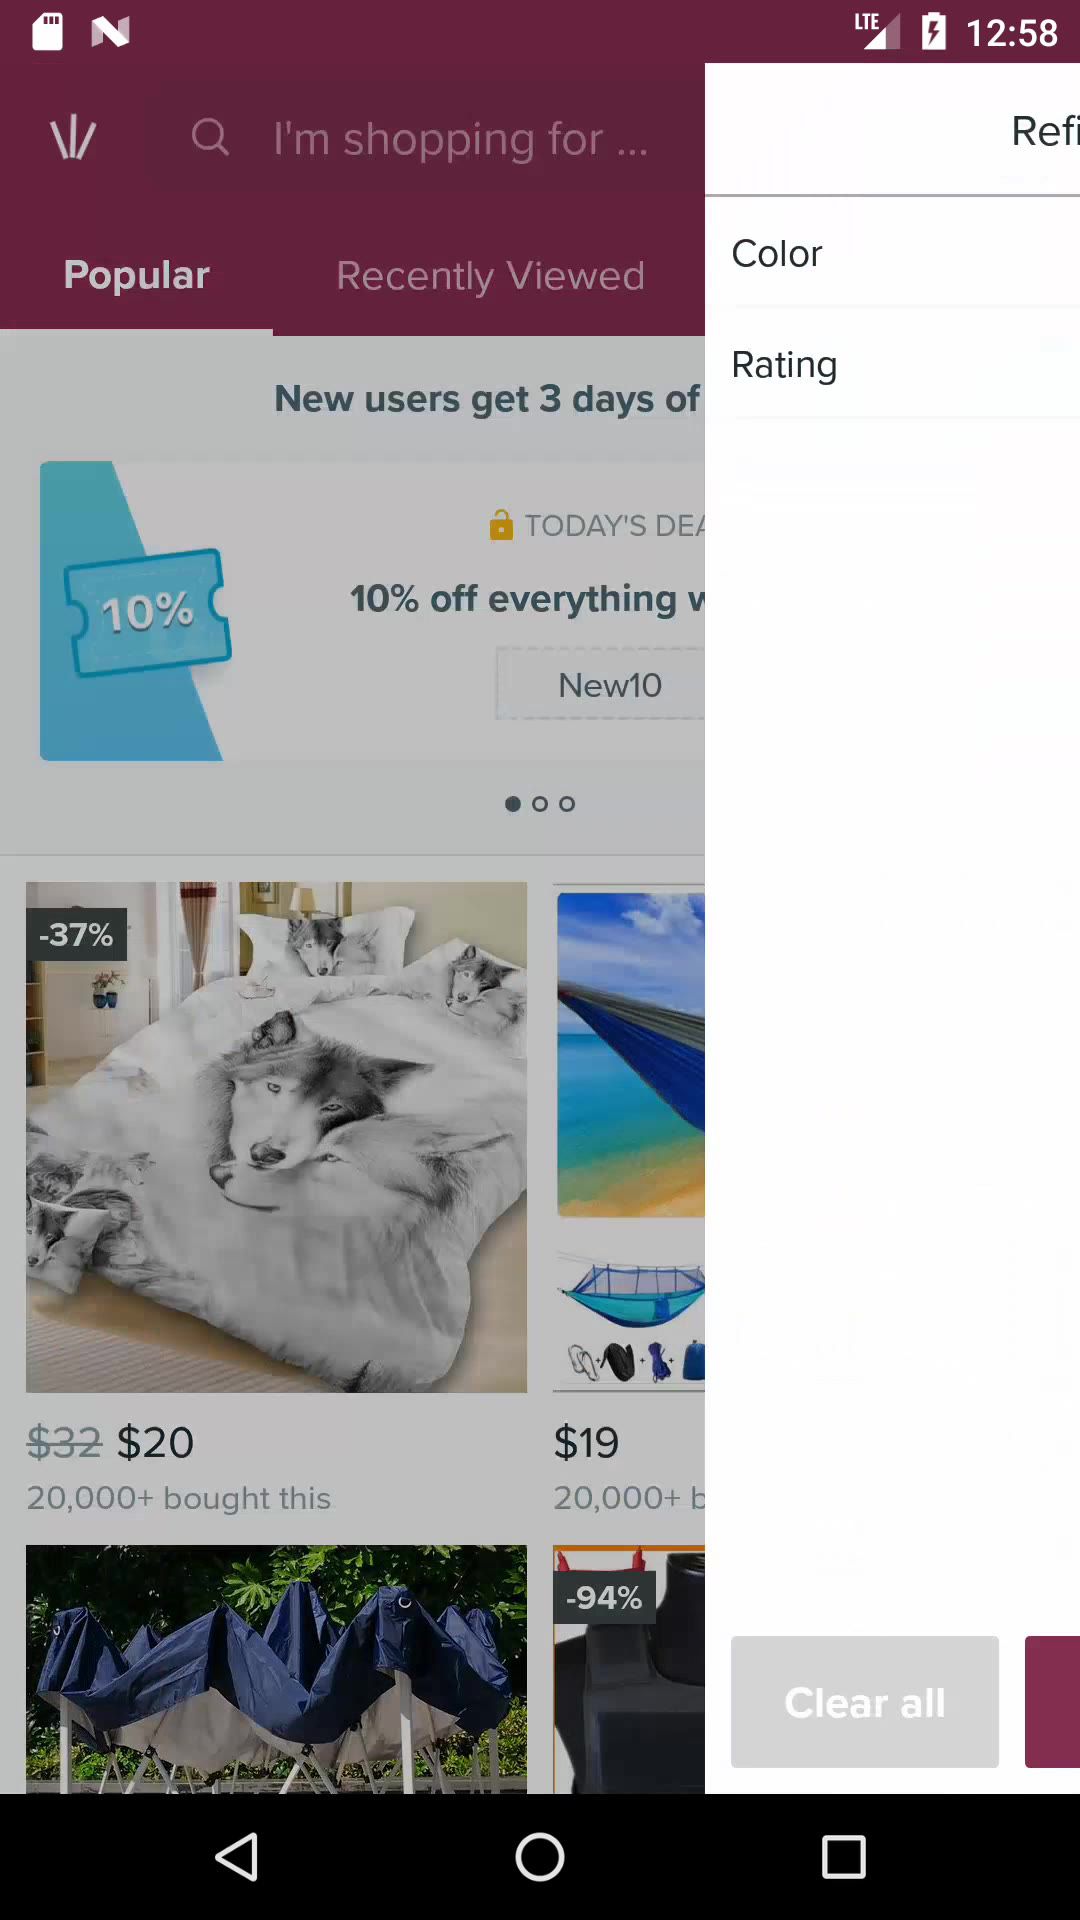 LTE
12:58
I'm shopping for ...
Refi
Popular
Recently Viewed
Color
Rating
New users get 3 days of
TODAY'S DEA
10% off everything w
10%
New10
-37%
$32 $20
20,000+ bought this
$19
20,000+ b
-94%
Clear all